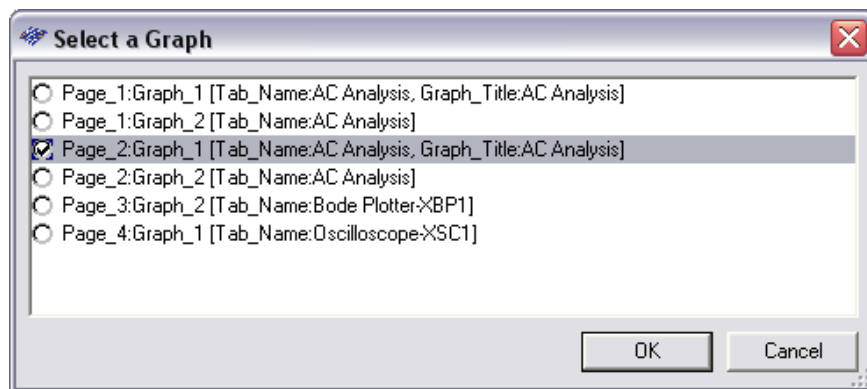 Select a Graph
Page_1:Graph_1 [Tab_Name:AC Analysis, Graph_Title:AC Analysis]
Page_1:Graph_2 [Tab_Name:AC Analysis]
Page_2:Graph_1 [Tab_Name:AC Analysis, Graph_Title:AC Analysis]
Page_2:Graph_2 [Tab_Name:AC Analysis]
Page_3:Graph_2 [Tab_Name:Bode Plotter-XBP1]
Page_4:Graph_1 [Tab_Name:Oscilloscope-XSC1]
OK Cancel